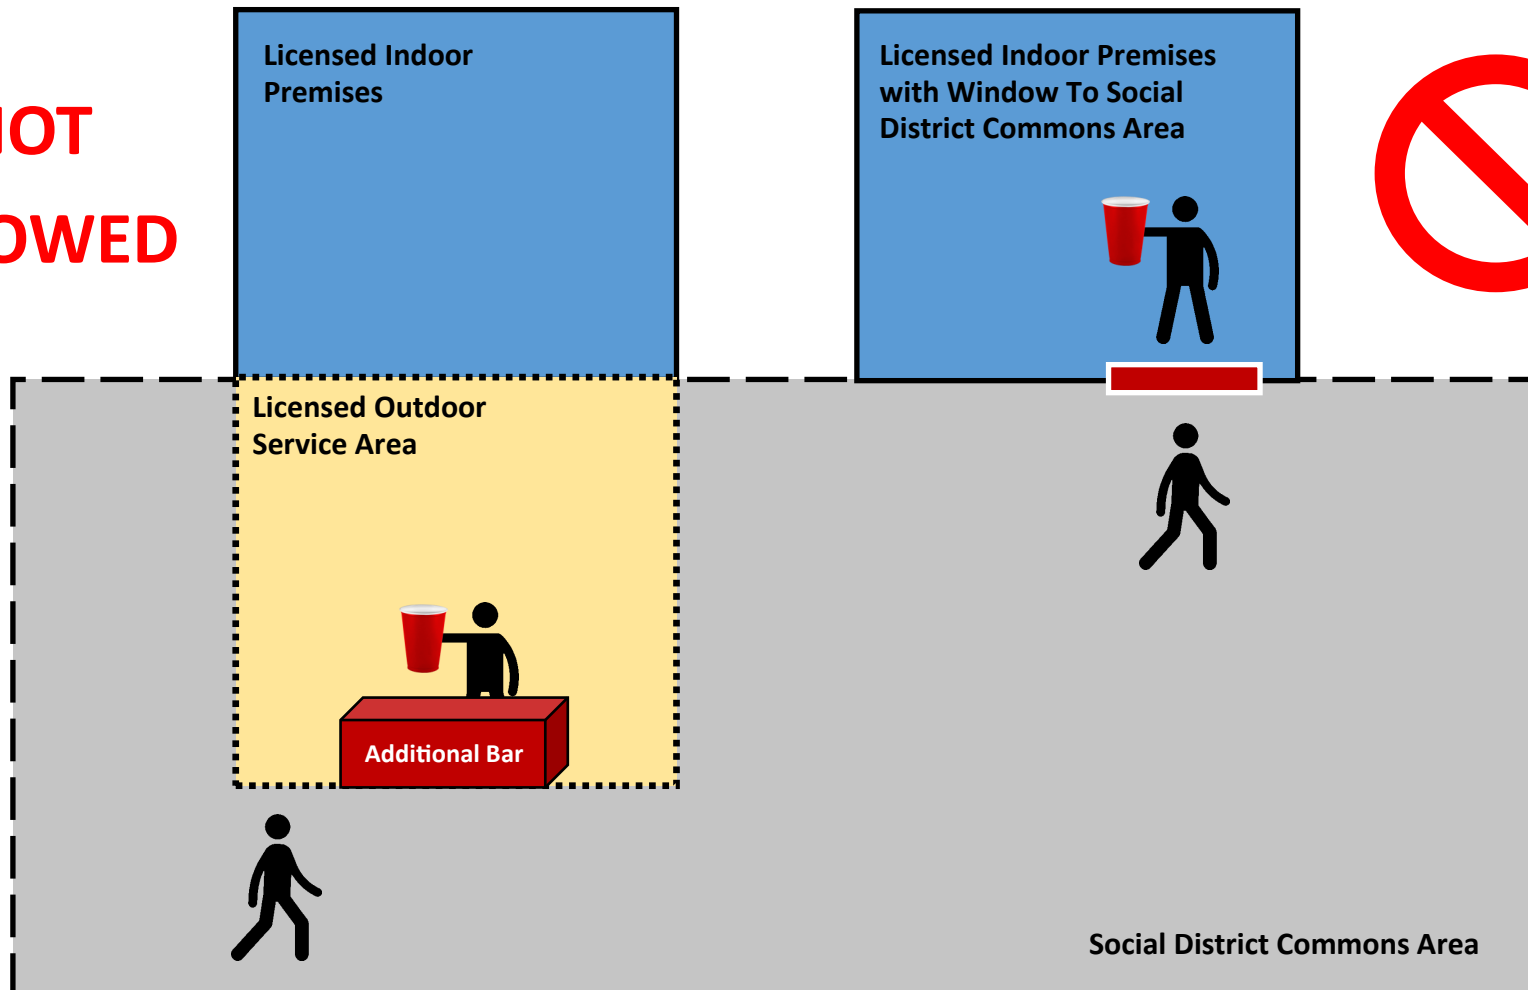 NOT
OWED
Licensed Indoor
Premises
Licensed Indoor Premises
with Window To Social
District Commons Area
Licensed Outdoor
Service Area
Additional Bar
Social District Commons Area